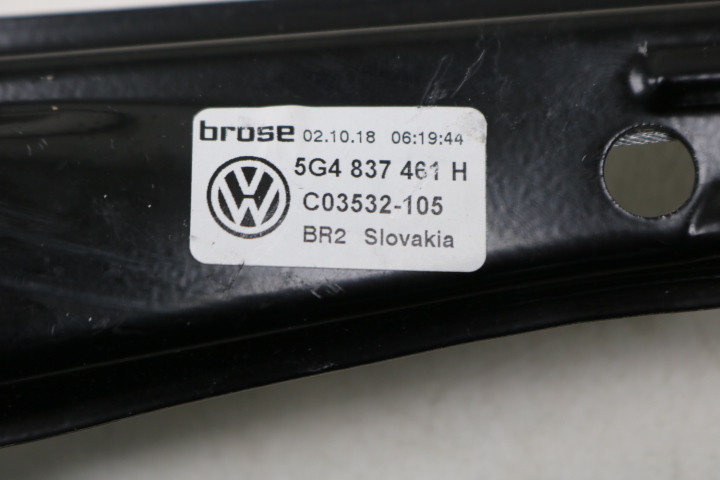 brose 02.10.18 06:19:44
5G4 837 461 H
C03532-105
BR2 Slovakia